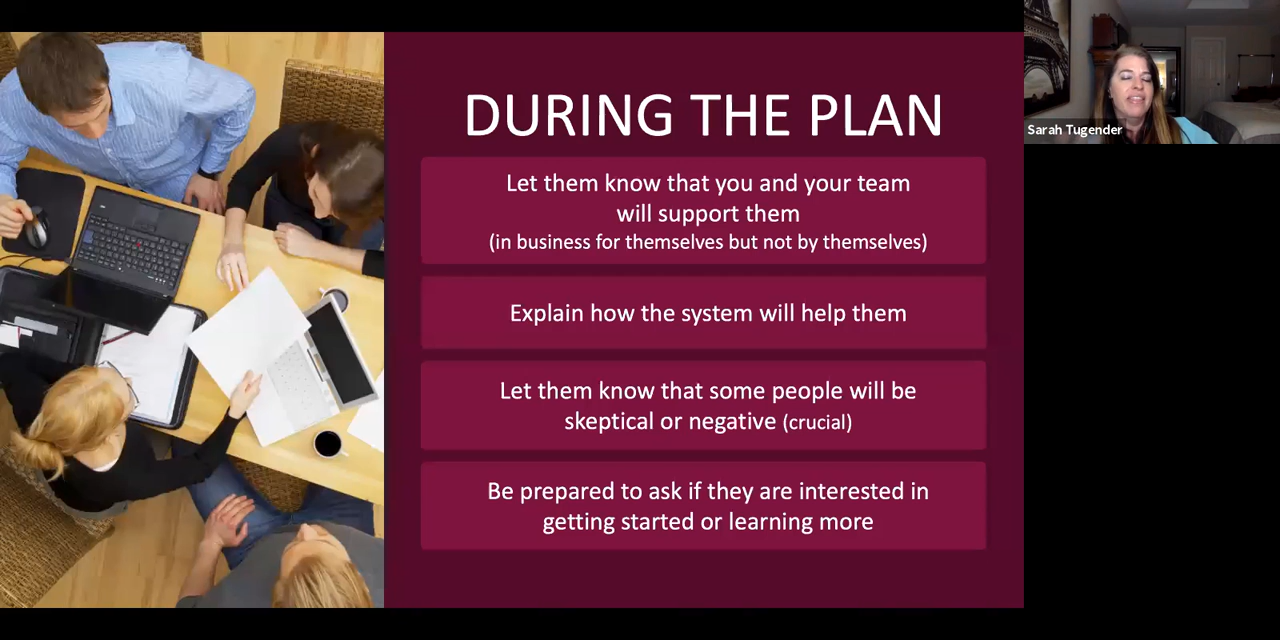 DURING THE PLAN
Let them know that you and your team
will support them
(in business for themselves but not by themselves)
Explain how the system will help them
Let them know that some people will be
skeptical or negative (crucial)
Be prepared to ask if they are interested in
getting started or learning more
Sarah Tugender